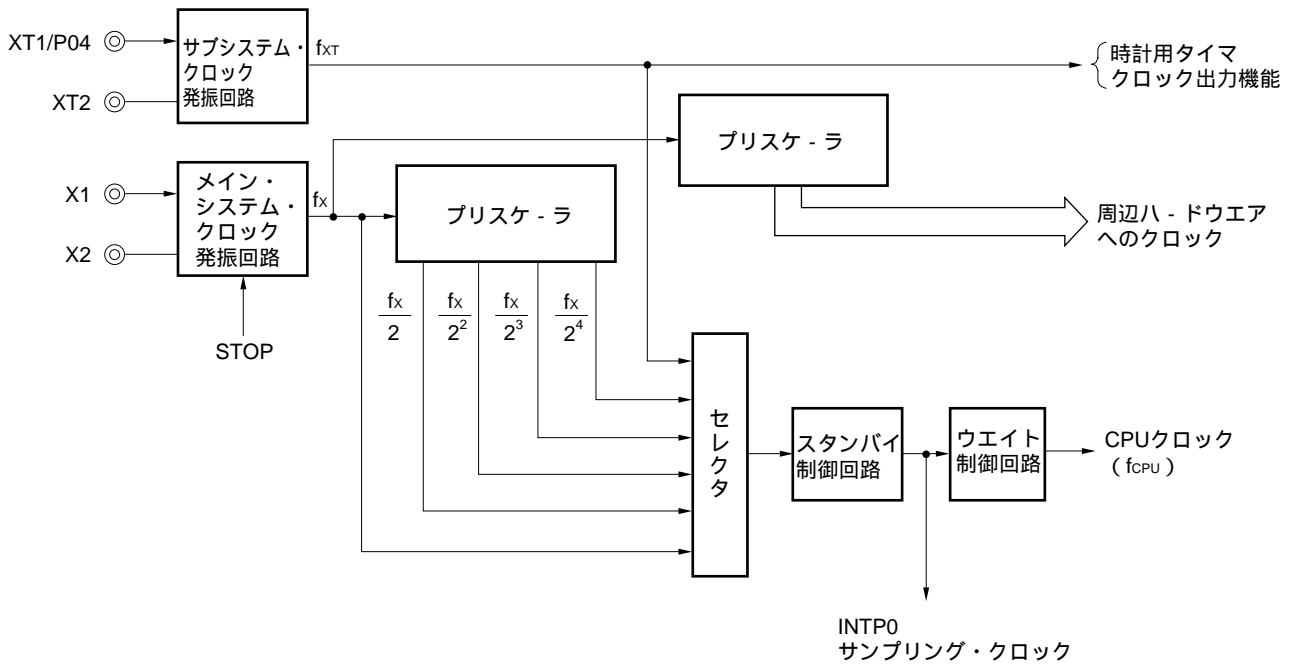 XT1/P04
XT2
サブシステム・
クロック
発振回路
fXT
時計用タイマ
クロック出力機能
プリスケ - ラ
X1
X2
メイン・
システム・
クロック
発振回路
fX
プリスケ - ラ
周辺ハ - ドウエア
へのクロック
STOP
fX/2
fX/2²
fX/2³
fX/2⁴
セレクタ
スタンバイ
制御回路
ウエイト
制御回路
CPUクロック
（fCPU）
INTP0
サンプリング・クロック